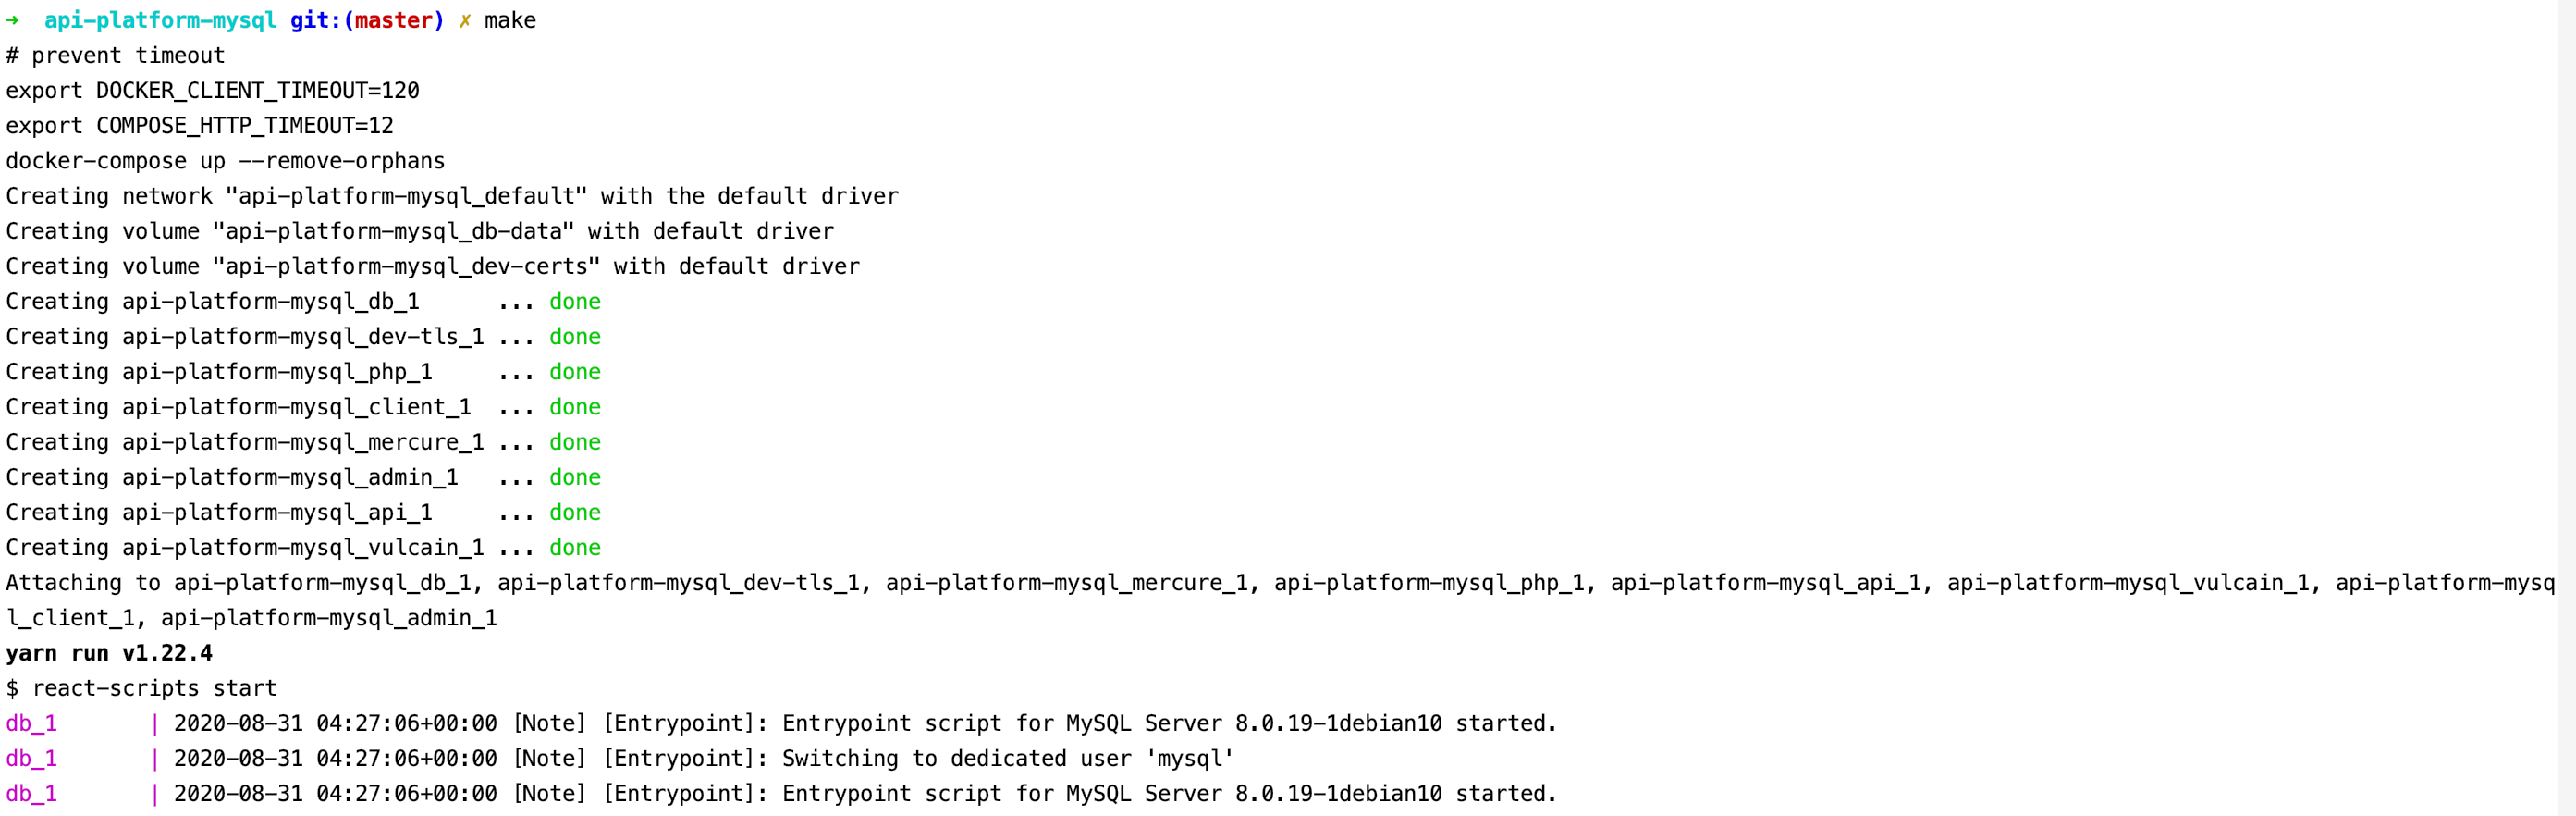 → api-platform-mysql git:(master) ✗ make
# prevent timeout
export DOCKER_CLIENT_TIMEOUT=120
export COMPOSE_HTTP_TIMEOUT=12
docker-compose up --remove-orphans
Creating network "api-platform-mysql_default" with the default driver
Creating volume "api-platform-mysql_db-data" with default driver
Creating volume "api-platform-mysql_dev-certs" with default driver
Creating api-platform-mysql_db_1      ... done
Creating api-platform-mysql_dev-tls_1 ... done
Creating api-platform-mysql_php_1     ... done
Creating api-platform-mysql_client_1  ... done
Creating api-platform-mysql_mercure_1 ... done
Creating api-platform-mysql_admin_1   ... done
Creating api-platform-mysql_api_1     ... done
Creating api-platform-mysql_vulcain_1 ... done
Attaching to api-platform-mysql_db_1, api-platform-mysql_dev-tls_1, api-platform-mysql_mercure_1, api-platform-mysql_php_1, api-platform-mysql_api_1, api-platform-mysql_vulcain_1, api-platform-mysq
l_client_1, api-platform-mysql_admin_1
yarn run v1.22.4
$ react-scripts start
db_1       | 2020-08-31 04:27:06+00:00 [Note] [Entrypoint]: Entrypoint script for MySQL Server 8.0.19-1debian10 started.
db_1       | 2020-08-31 04:27:06+00:00 [Note] [Entrypoint]: Switching to dedicated user 'mysql'
db_1       | 2020-08-31 04:27:06+00:00 [Note] [Entrypoint]: Entrypoint script for MySQL Server 8.0.19-1debian10 started.